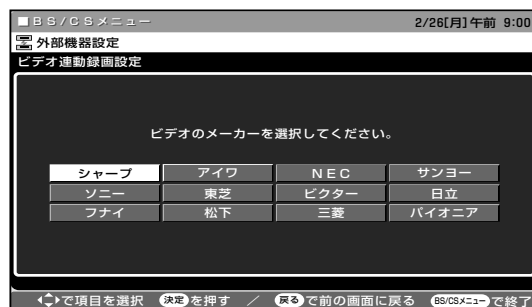 ■BS/CSメニュー 2/26[月]午前 9:00
外部機器設定
ビデオ連動録画設定
ビデオのメーカーを選択してください。
シャープ アイワ NEC サンヨー
ソニー 東芝 ビクター 日立
フナイ 松下 三菱 パイオニア
で項目を選択 決定を押す / 戻るで前の画面に戻る BS/CSメニューで終了